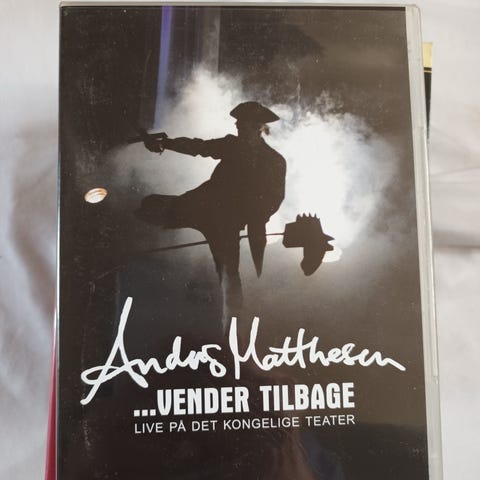 Anders Matthesen
...VENDER TILBAGE
LIVE PÅ DET KONGELIGE TEATER